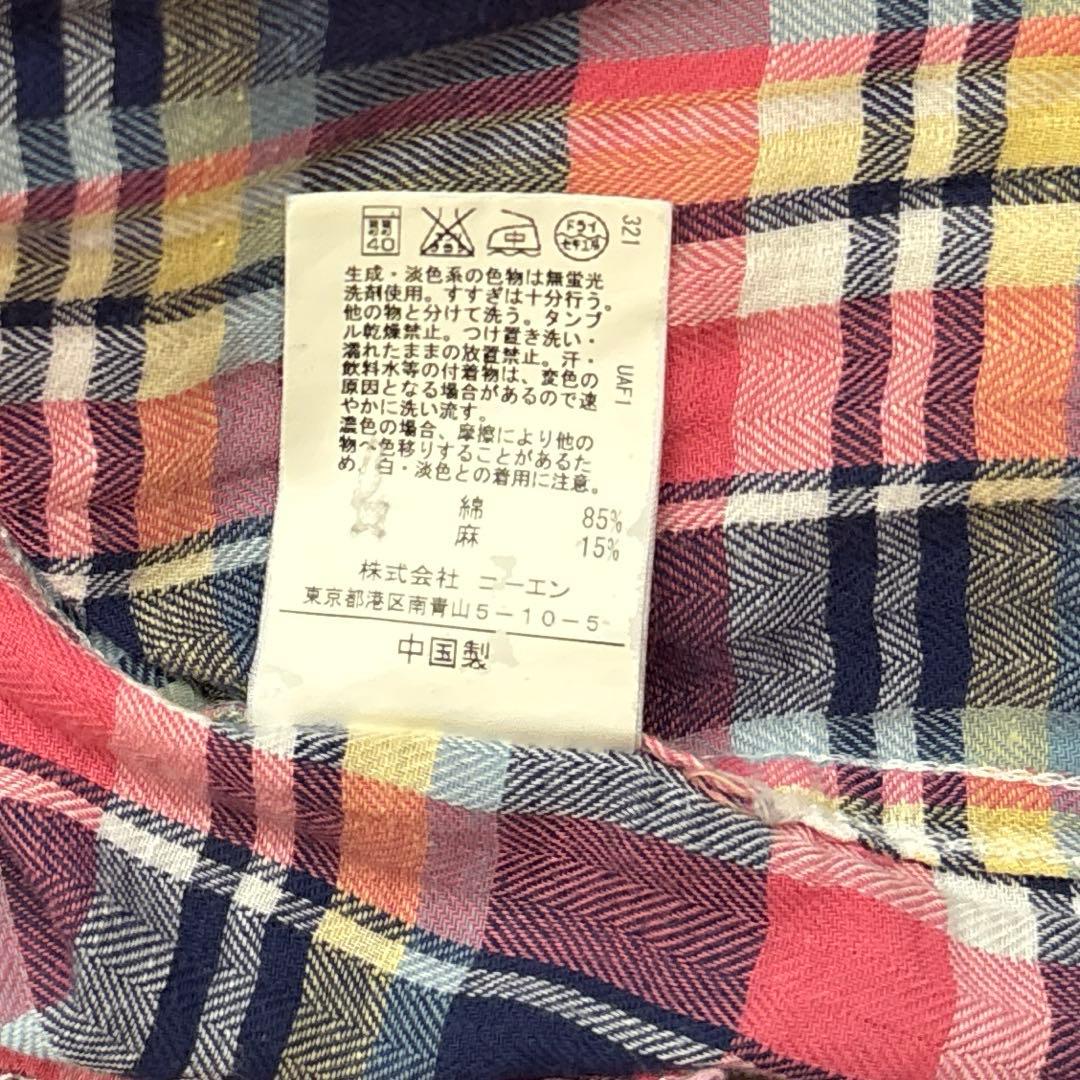 40
ドライ
セキユ系
321
生成・淡色系の色物は無蛍光
洗剤使用。すすぎは十分行う。
他の物と分けて洗う。タンブ
ル乾燥禁止。つけ置き洗い・
濡れたままの放置禁止。汗・
飲料水等の付着物は、変色の
原因となる場合があるので速
やかに洗い流す。
濃色の場合、摩擦により他の
物へ色移りすることがあるた
め、白・淡色との着用に注意。
UAF1
綿 85%
麻 15%
株式会社 コーエン
東京都港区南青山5-10-5
中国製